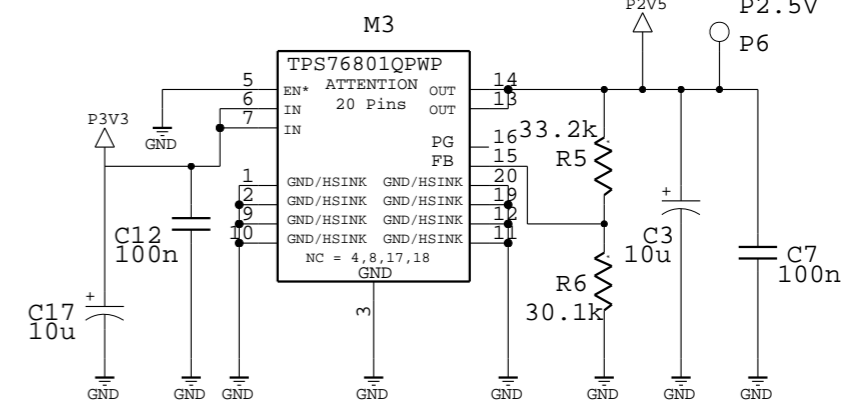 P2V5
P2.5V
M3
P6
TPS76801QPWP
ATTENTION
20 Pins
5
EN*
OUT
14
6
IN
OUT
13
7
IN
P3V3
GND
PG
16
33.2k
FB
15
R5
1
GND/HSINK
GND/HSINK
20
2
GND/HSINK
GND/HSINK
19
9
GND/HSINK
GND/HSINK
12
10
GND/HSINK
GND/HSINK
11
NC = 4,8,17,18
GND
3
C12
100n
C3
10u
C7
100n
R6
30.1k
C17
10u
+
+
GND
GND
GND
GND
GND
GND
GND
GND